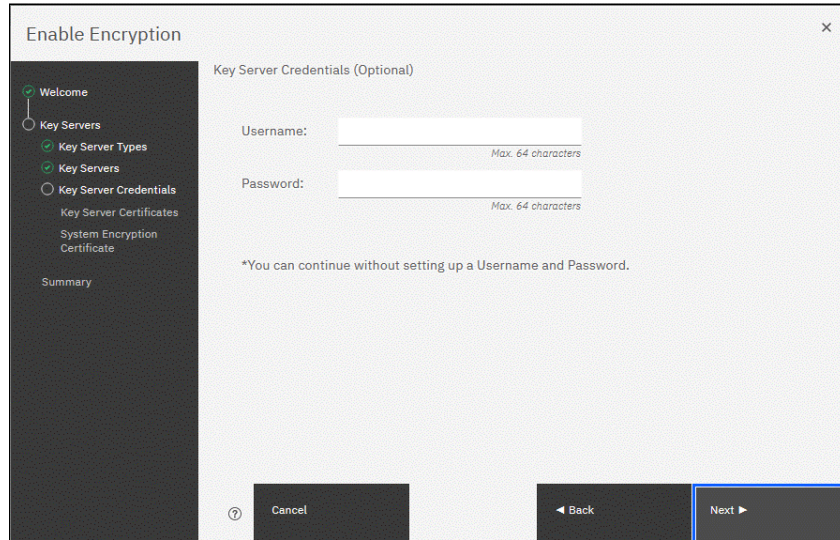 Enable Encryption
×
Welcome
Key Servers
Key Server Types
Key Servers
Key Server Credentials
Key Server Certificates
System Encryption
Certificate
Summary
Key Server Credentials (Optional)
Username:
Max. 64 characters
Password:
Max. 64 characters
*You can continue without setting up a Username and Password.
?
Cancel
◄ Back
Next ►